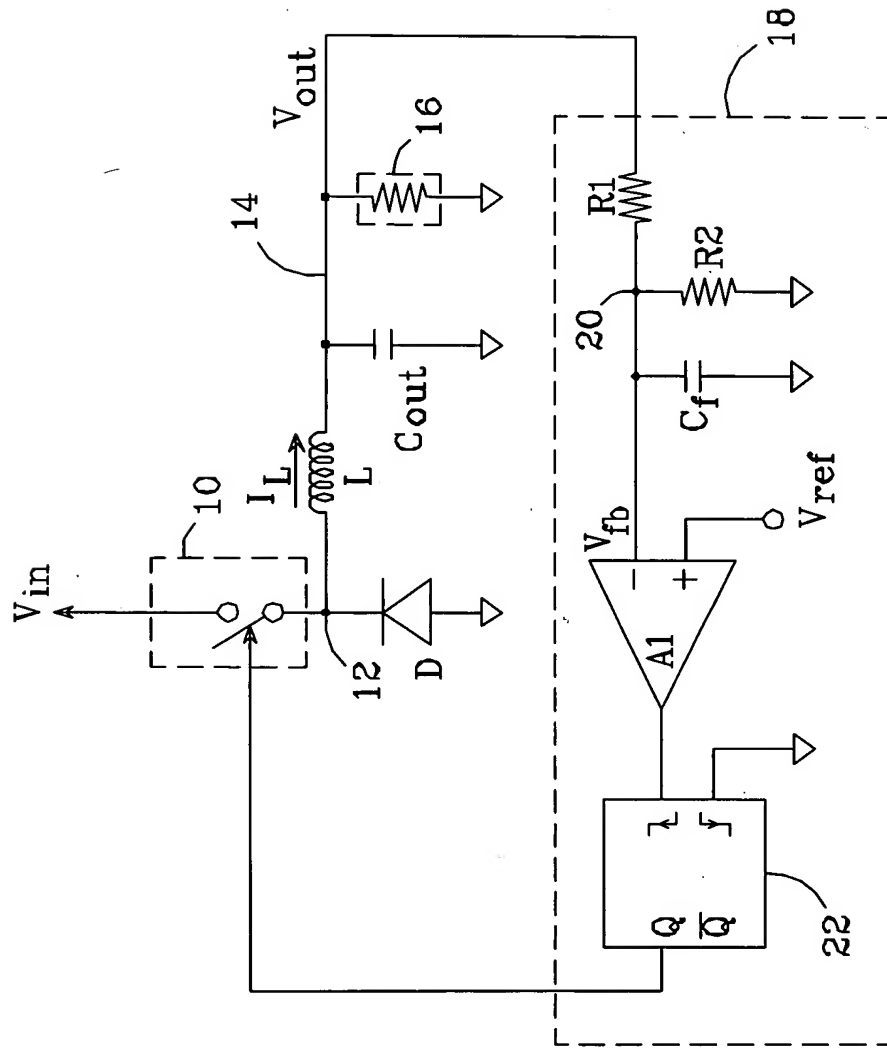 V_in
10
I_L
L
12
D
14
V_out
16
C_out
18
R1
20
R2
C_f
V_fb
−
+
A1
V_ref
Q
Q̅
22